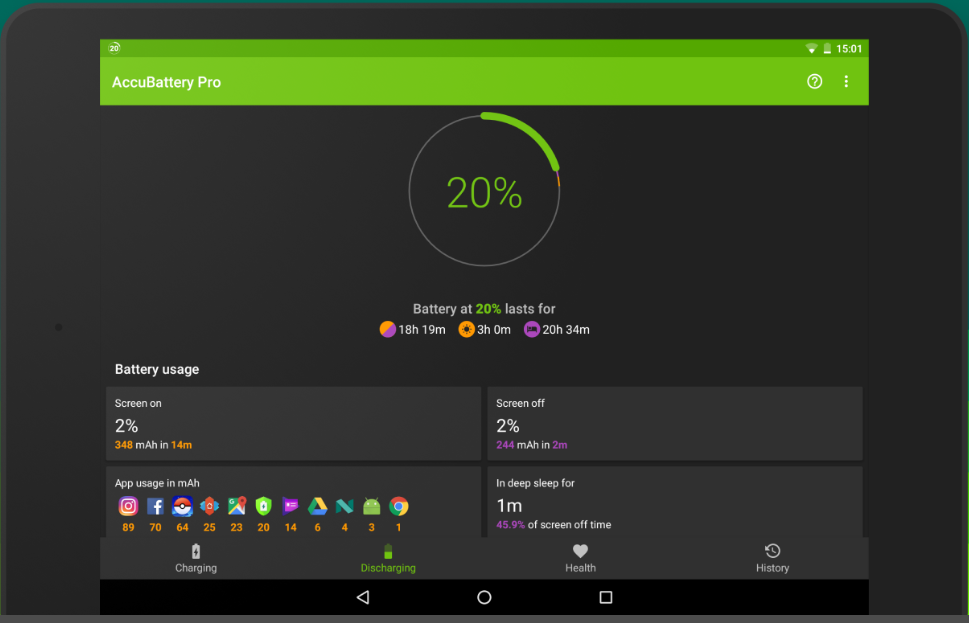 20
15:01
AccuBattery Pro
20%
Battery at 20% lasts for
18h 19m 3h 0m 20h 34m
Battery usage
Screen on
2%
348 mAh in 14m
Screen off
2%
244 mAh in 2m
App usage in mAh
89 70 64 25 23 20 14 6 4 3 1
In deep sleep for
1m
45.9% of screen off time
Charging Discharging Health History